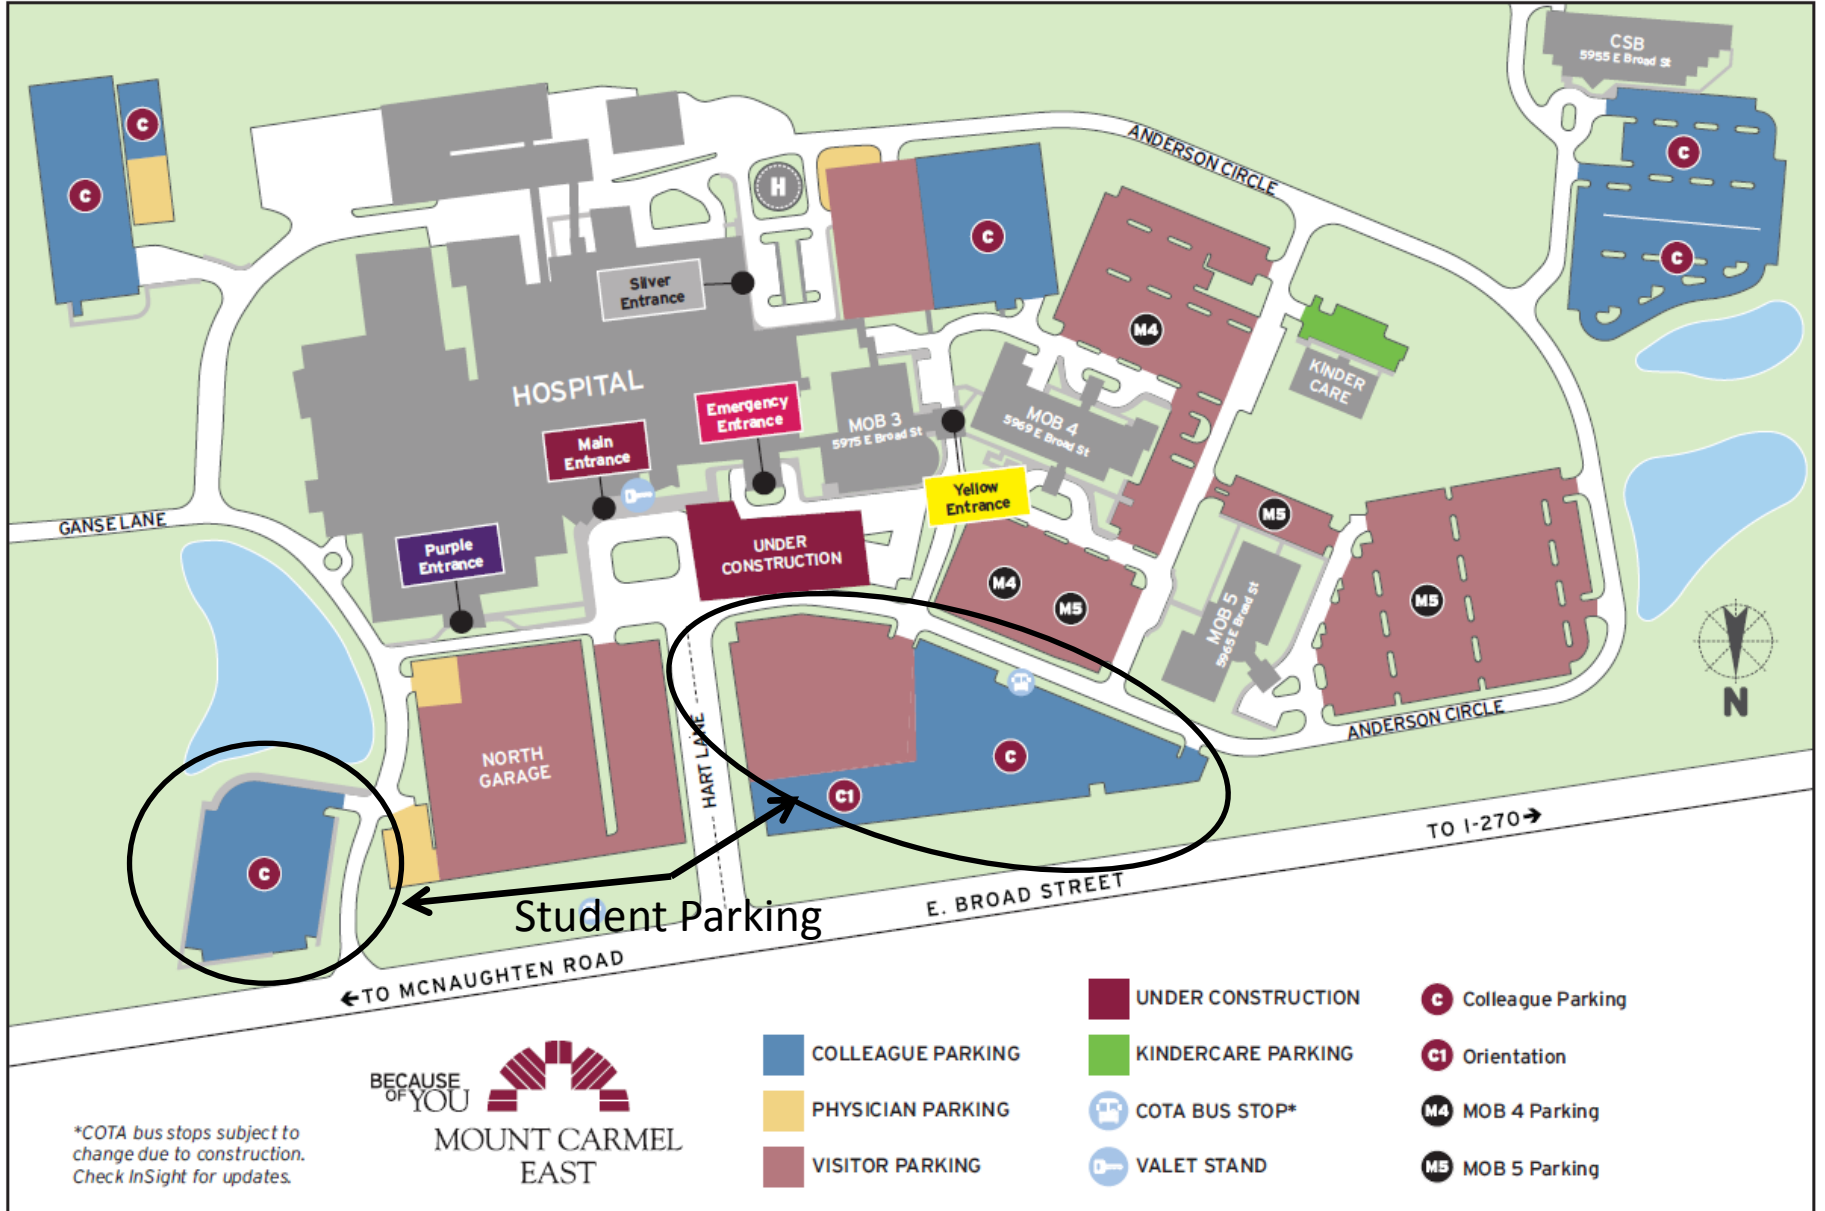 CSB
5955 E Broad St
C
C
C
C
C
C
H
ANDERSON CIRCLE
Silver
Entrance
M4
KINDER
CARE
HOSPITAL
Emergency
Entrance
MOB 3
5975 E Broad St
MOB 4
5969 E Broad St
Main
Entrance
Yellow
Entrance
M5
GANSE LANE
Purple
Entrance
UNDER
CONSTRUCTION
M4
M5
MOB 5
5965 E Broad St
M5
N
ANDERSON CIRCLE
NORTH
GARAGE
HART LANE
C
C1
C
Student Parking
TO I-270→
E. BROAD STREET
←TO MCNAUGHTEN ROAD
UNDER CONSTRUCTION
C Colleague Parking
COLLEAGUE PARKING
KINDERCARE PARKING
C1 Orientation
PHYSICIAN PARKING
COTA BUS STOP*
M4 MOB 4 Parking
VISITOR PARKING
VALET STAND
M5 MOB 5 Parking
BECAUSE
OF YOU
MOUNT CARMEL
EAST
*COTA bus stops subject to
change due to construction.
Check InSight for updates.